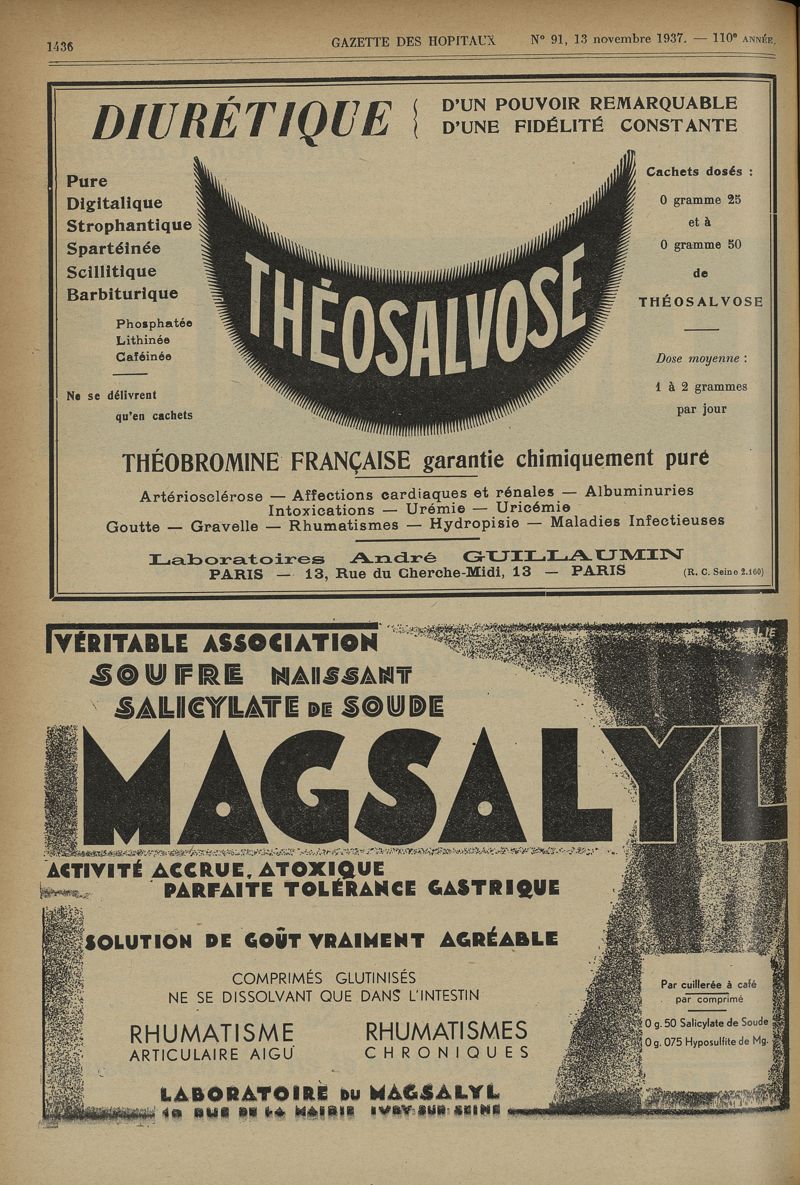 1436 GAZETTE DES HOPITAUX N° 91, 13 novembre 1937. — 110e ANNÉE.
DIURÉTIQUE { D'UN POUVOIR REMARQUABLE
D'UNE FIDÉLITÉ CONSTANTE
Pure
Digitalique
Strophantique
Spartéinée
Scillitique
Barbiturique
Phosphatée
Lithinée
Caféinée
Ne se délivrent
qu'en cachets
THÉOSALVOSE
Cachets dosés :
0 gramme 25
et à
0 gramme 50
de
THÉOSALVOSE
Dose moyenne :
1 à 2 grammes
par jour
THÉOBROMINE FRANÇAISE garantie chimiquement pure
Artériosclérose — Affections cardiaques et rénales — Albuminuries
Intoxications — Urémie — Uricémie
Goutte — Gravelle — Rhumatismes — Hydropisie — Maladies Infectieuses
Laboratoires André GUILLAUMIN
PARIS — 13, Rue du Cherche-Midi, 13 — PARIS (R. C. Seine 2.160)
VÉRITABLE ASSOCIATION
SOUFRE NAISSANT
SALICYLATE DE SOUDE
MAGSALYL
ACTIVITÉ ACCRUE, ATOXIQUE
PARFAITE TOLÉRANCE GASTRIQUE
SOLUTION DE GOÛT VRAIMENT AGRÉABLE
COMPRIMÉS GLUTINISÉS
NE SE DISSOLVANT QUE DANS L'INTESTIN
RHUMATISME
ARTICULAIRE AIGU
RHUMATISMES
CHRONIQUES
Par cuillerée à café
par comprimé
0 g. 50 Salicylate de Soude
0 g. 075 Hyposulfite de Mg.
LABORATOIRE DU MAGSALYL
RUE DE LA MAIRIE IVRY SUR SEINE